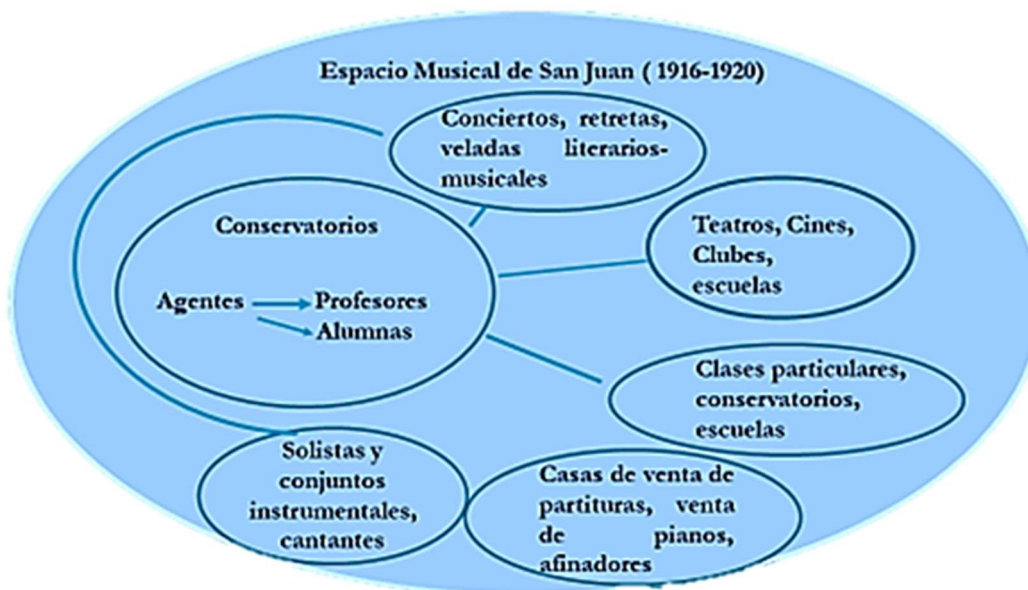 Espacio Musical de San Juan ( 1916-1920)
Conciertos, retretas,
veladas literarios-
musicales
Conservatorios
Agentes
Profesores
Alumnas
Teatros, Cines,
Clubes,
escuelas
Clases particulares,
conservatorios,
escuelas
Solistas y
conjuntos
instrumentales,
cantantes
Casas de venta de
partituras, venta
de pianos,
afinadores